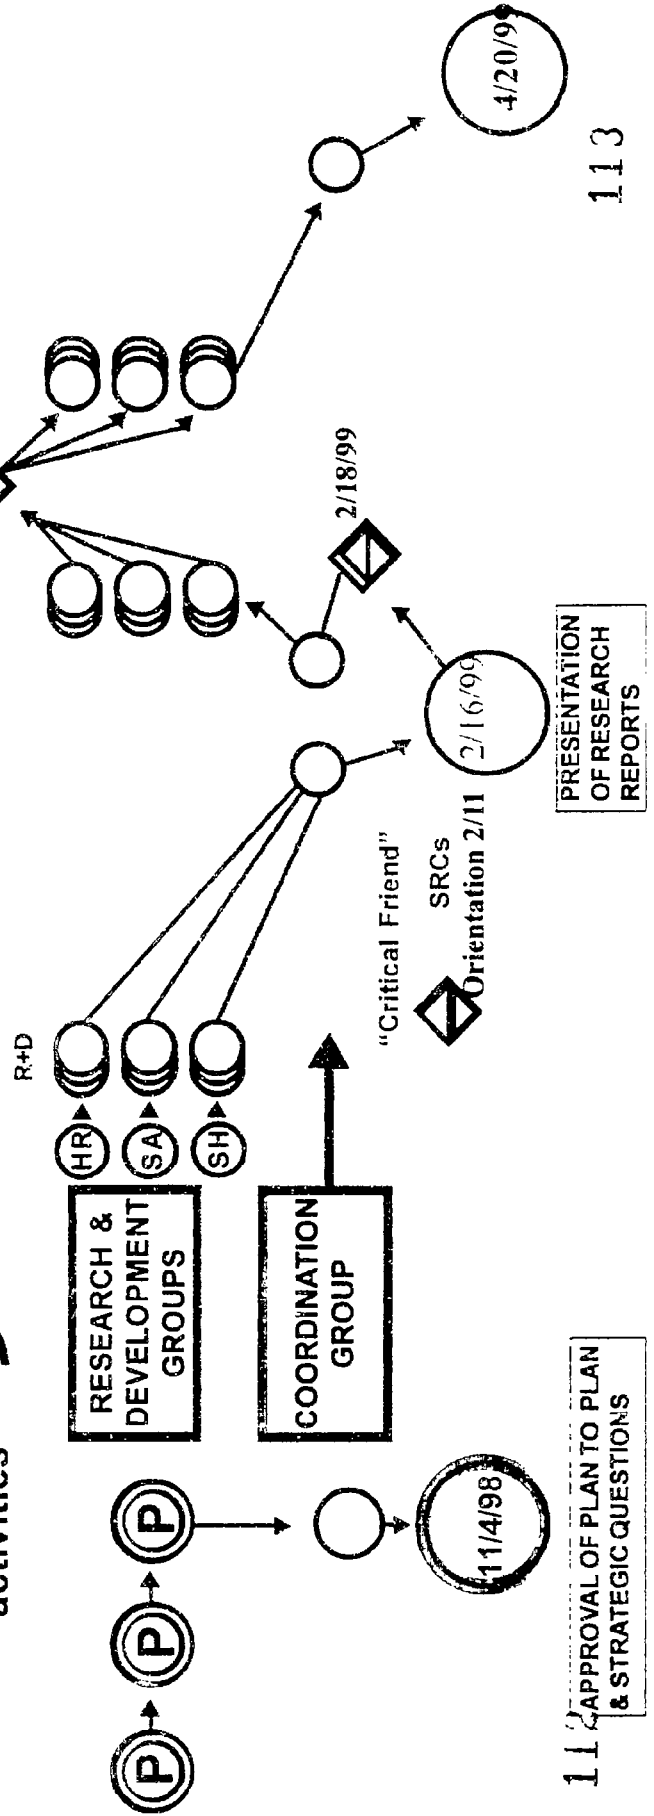 activities
P
P
P
11/4/98
112
APPROVAL OF PLAN TO PLAN
& STRATEGIC QUESTIONS
RESEARCH &
DEVELOPMENT
GROUPS
COORDINATION
GROUP
R+D
HR
SA
SH
"Critical Friend"
SRCs
Orientation 2/11
2/16/99
PRESENTATION
OF RESEARCH
REPORTS
2/18/99
4/20/9
113